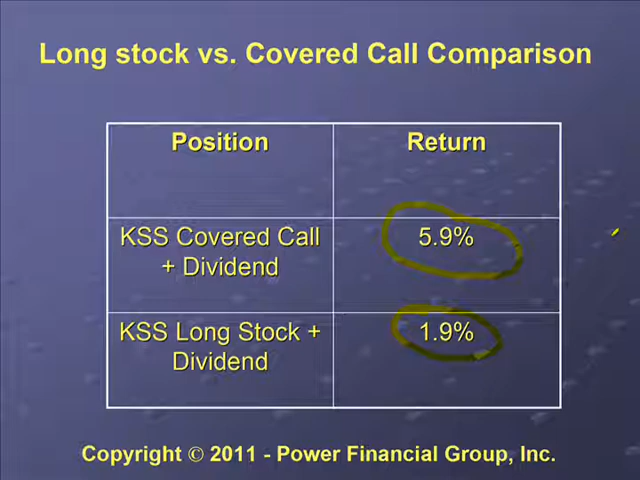 Long stock vs. Covered Call Comparison
Position
Return
KSS Covered Call
+ Dividend
5.9%
KSS Long Stock +
Dividend
1.9%
Copyright © 2011 - Power Financial Group, Inc.